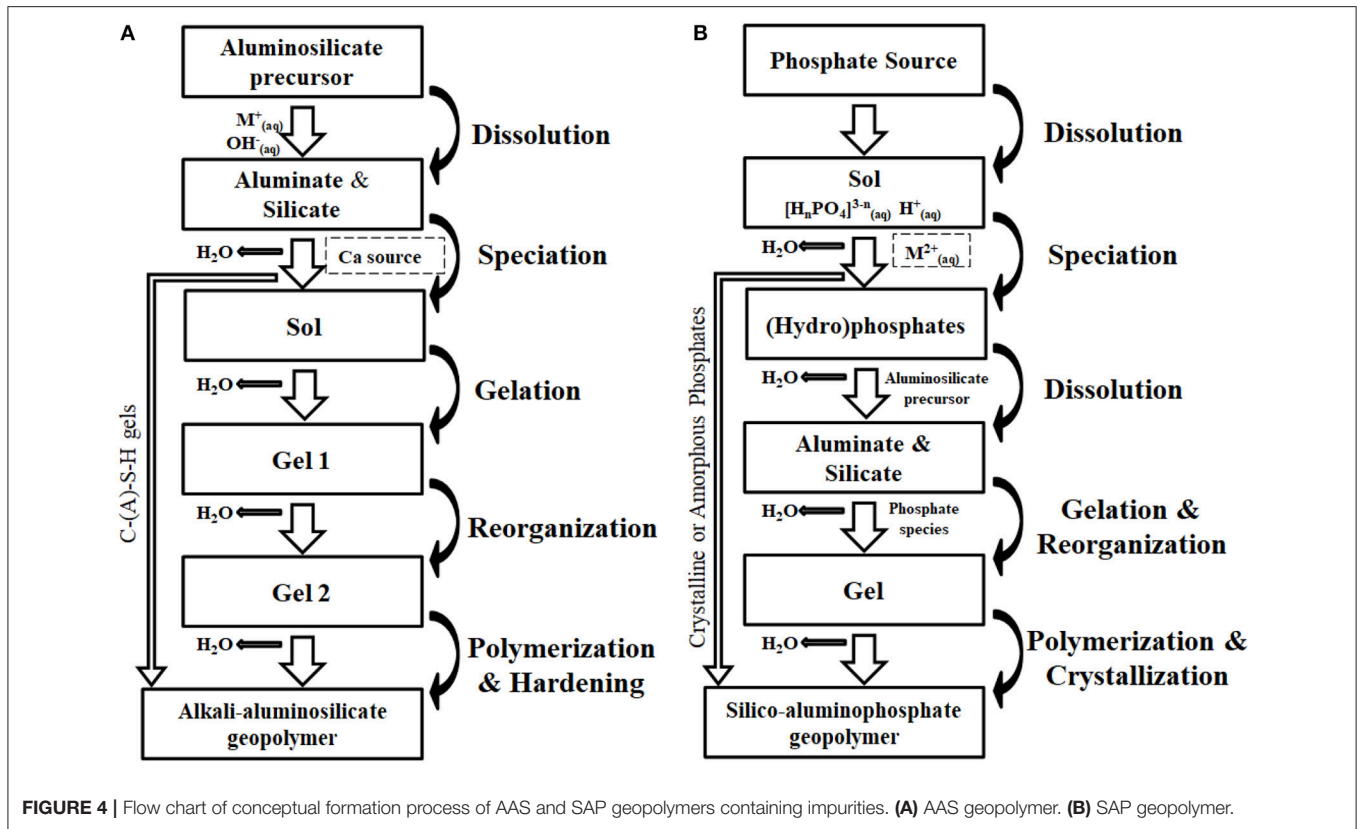 A
Aluminosilicate
precursor
M⁺(aq)
OH⁻(aq)
Dissolution
Aluminate &
Silicate
H₂O
Ca source
Speciation
Sol
H₂O
Gelation
Gel 1
H₂O
Reorganization
Gel 2
H₂O
Polymerization
& Hardening
C-(A)-S-H gels
Alkali-aluminosilicate
geopolymer
B
Phosphate Source
Dissolution
Sol
[HₙPO₄]³⁻ⁿ(aq) H⁺(aq)
H₂O
M²⁺(aq)
Speciation
(Hydro)phosphates
H₂O
Aluminosilicate
precursor
Dissolution
Aluminate &
Silicate
H₂O
Phosphate
species
Gelation &
Reorganization
Gel
H₂O
Polymerization &
Crystallization
Crystalline or Amorphous Phosphates
Silico-aluminophosphate
geopolymer
FIGURE 4 | Flow chart of conceptual formation process of AAS and SAP geopolymers containing impurities. (A) AAS geopolymer. (B) SAP geopolymer.